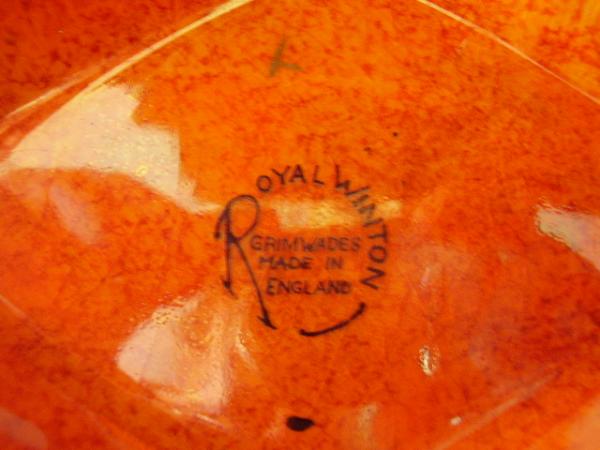 ROYAL WINTON
GRIMWADES
MADE IN
ENGLAND